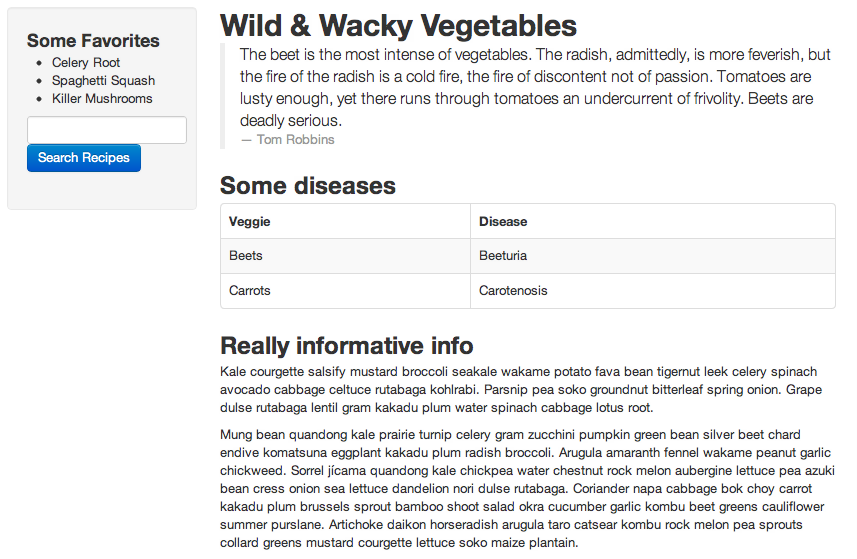 Some Favorites
Celery Root
Spaghetti Squash
Killer Mushrooms
Search Recipes
Wild & Wacky Vegetables
The beet is the most intense of vegetables. The radish, admittedly, is more feverish, but
the fire of the radish is a cold fire, the fire of discontent not of passion. Tomatoes are
lusty enough, yet there runs through tomatoes an undercurrent of frivolity. Beets are
deadly serious.
— Tom Robbins
Some diseases
Veggie Disease
Beets Beeturia
Carrots Carotenosis
Really informative info
Kale courgette salsify mustard broccoli seakale wakame potato fava bean tigernut leek celery spinach
avocado cabbage celtuce rutabaga kohlrabi. Parsnip pea soko groundnut bitterleaf spring onion. Grape
dulse rutabaga lentil gram kakadu plum water spinach cabbage lotus root.
Mung bean quandong kale prairie turnip celery gram zucchini pumpkin green bean silver beet chard
endive komatsuna eggplant kakadu plum radish broccoli. Arugula amaranth fennel wakame peanut garlic
chickweed. Sorrel jícama quandong kale chickpea water chestnut rock melon aubergine lettuce pea azuki
bean cress onion sea lettuce dandelion nori dulse rutabaga. Coriander napa cabbage bok choy carrot
kakadu plum brussels sprout bamboo shoot salad okra cucumber garlic kombu beet greens cauliflower
summer purslane. Artichoke daikon horseradish arugula taro catsear kombu rock melon pea sprouts
collard greens mustard courgette lettuce soko maize plantain.